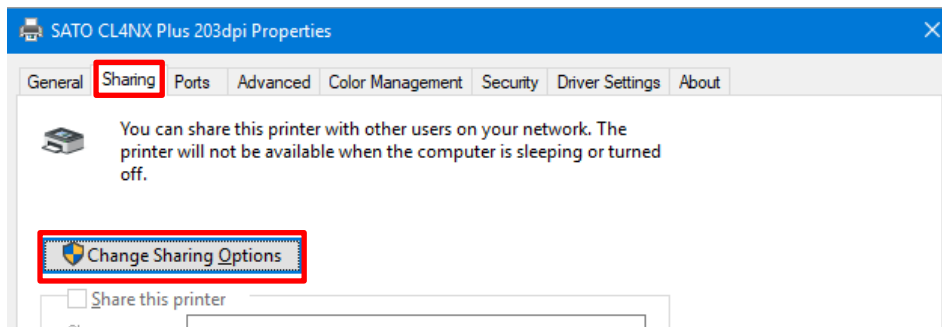 SATO CL4NX Plus 203dpi Properties
General Sharing Ports Advanced Color Management Security Driver Settings About
You can share this printer with other users on your network. The
printer will not be available when the computer is sleeping or turned
off.
Change Sharing Options
Share this printer